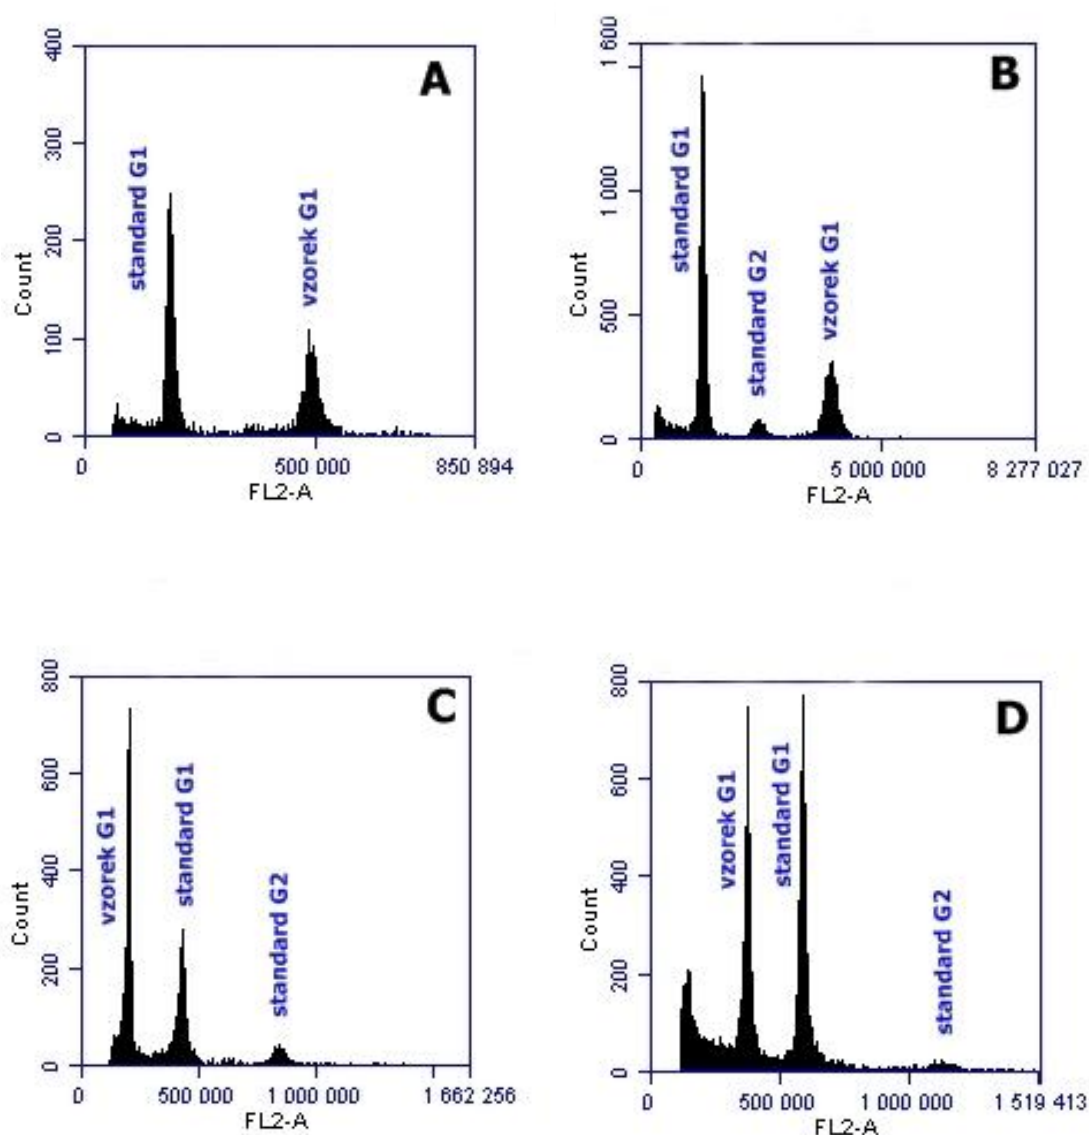 A
400
300
200
100
0
Count
standard G1
vzorek G1
0 500 000 850 894
FL2-A
B
1 600
1 000
500
0
Count
standard G1
standard G2
vzorek G1
0 5 000 000 8 277 027
FL2-A
C
800
600
400
200
0
Count
vzorek G1
standard G1
standard G2
0 500 000 1 000 000 1 662 256
FL2-A
D
800
600
400
200
0
Count
vzorek G1
standard G1
standard G2
0 500 000 1 000 000 1 519 413
FL2-A